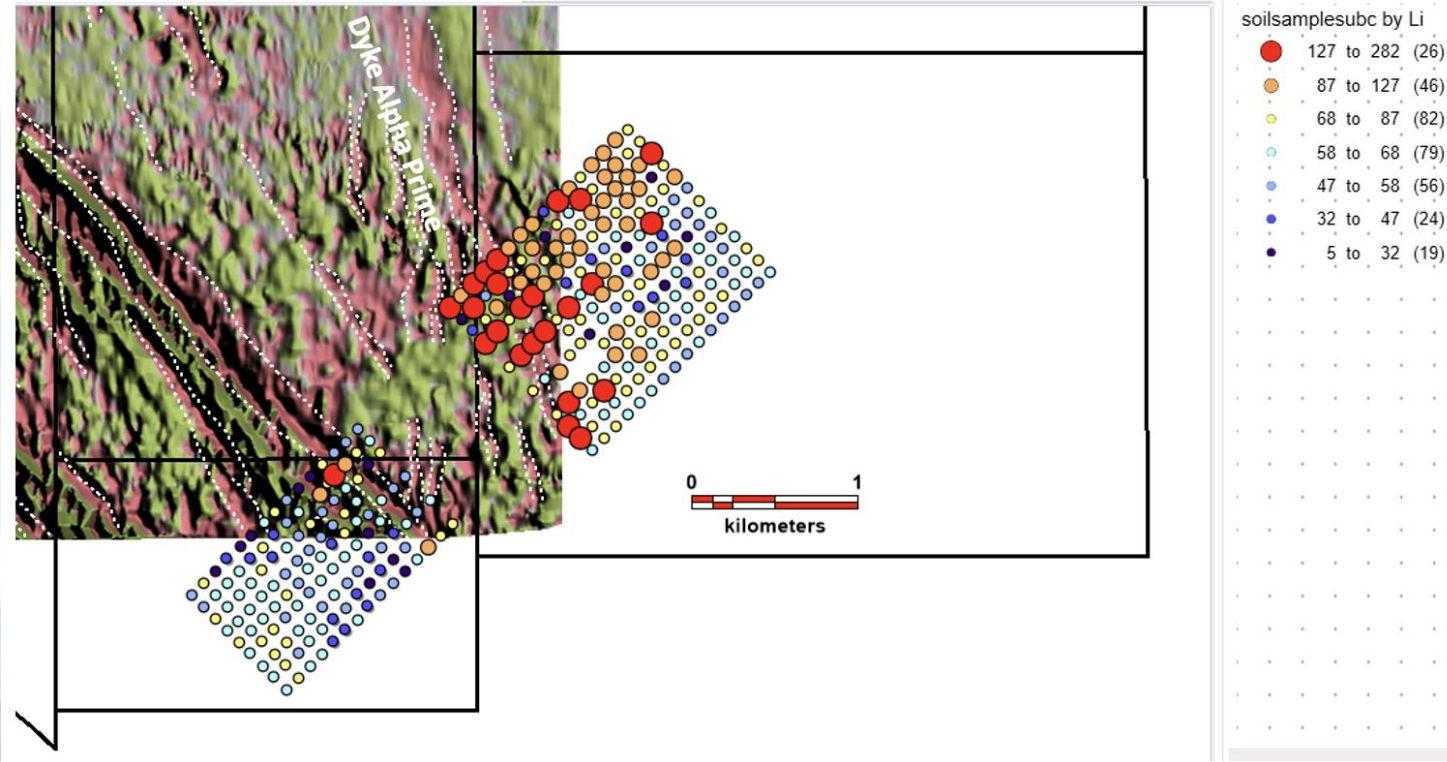 soilsamplesubc by Li
127 to 282 (26)
87 to 127 (46)
68 to 87 (82)
58 to 68 (79)
47 to 58 (56)
32 to 47 (24)
5 to 32 (19)
Dyke Alpha Prime
0 1
kilometers